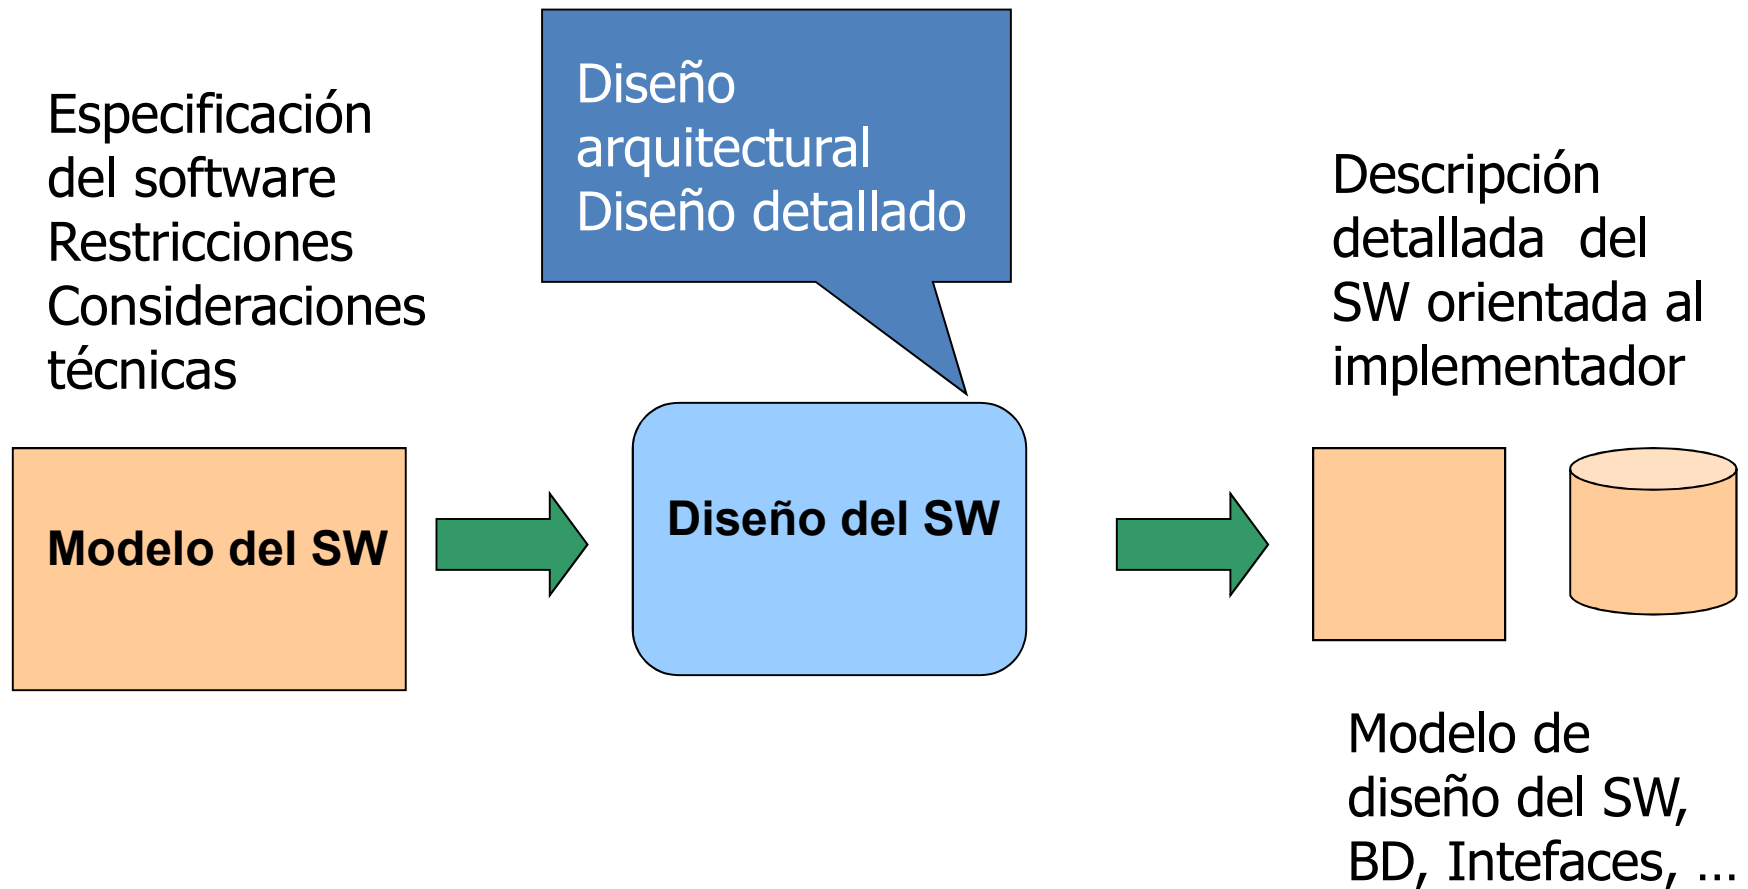 Especificación
del software
Restricciones
Consideraciones
técnicas
Diseño
arquitectural
Diseño detallado
Descripción
detallada del
SW orientada al
implementador
Modelo del SW
Diseño del SW
Modelo de
diseño del SW,
BD, Intefaces, ...